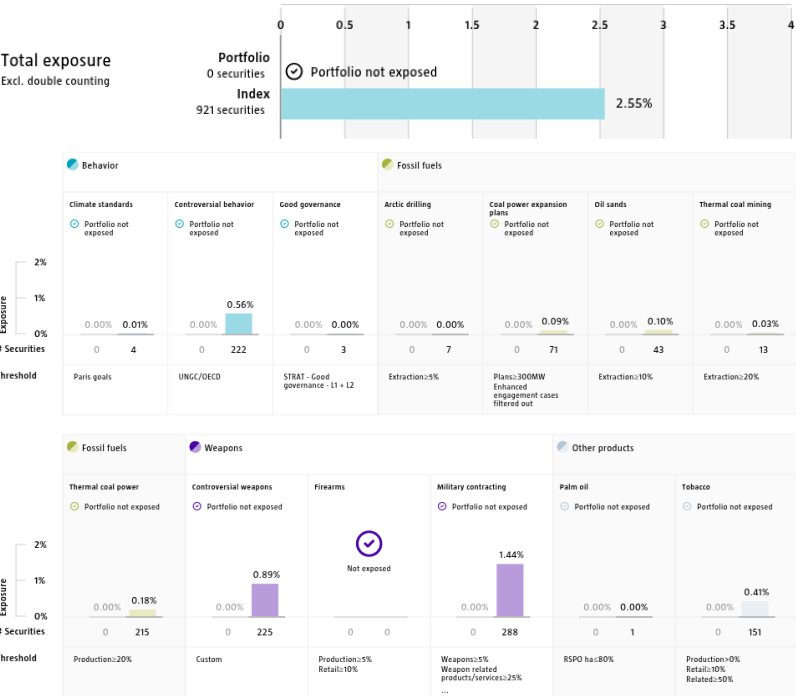 0 0.5 1 1.5 2 2.5 3 3.5 4
Total exposure
Excl. double counting
Portfolio
0 securities
Portfolio not exposed
Index
921 securities
2.55%
Behavior
Fossil fuels
Climate standards
Controversial behavior
Good governance
Arctic drilling
Coal power expansion
plans
Oil sands
Thermal coal mining
Portfolio not
exposed
Portfolio not
exposed
Portfolio not
exposed
Portfolio not
exposed
Portfolio not
exposed
Portfolio not
exposed
Portfolio not
exposed
2%
1%
0%
Exposure
0.00% 0.01%
0.00% 0.56%
0.00% 0.00%
0.00% 0.00%
0.00% 0.09%
0.00% 0.10%
0.00% 0.03%
# Securities
0 4
0 222
0 3
0 7
0 71
0 43
0 13
hreshold
Paris goals
UNGC/OECD
STRAT - Good
governance - L1 + L2
Extraction≥5%
Plans≥300MW
Enhanced
engagement cases
filtered out
Extraction≥10%
Extraction≥20%
Fossil fuels
Weapons
Other products
Thermal coal power
Controversial weapons
Firearms
Military contracting
Palm oil
Tobacco
Portfolio not exposed
Portfolio not exposed
Not exposed
Portfolio not exposed
Portfolio not exposed
Portfolio not exposed
2%
1%
0%
Exposure
0.00% 0.18%
0.00% 0.89%
0.00% 1.44%
0.00% 0.00%
0.00% 0.41%
# Securities
0 215
0 225
0 0
0 288
0 1
0 151
hreshold
Production≥20%
Custom
Production≥5%
Retail≥10%
Weapons≥5%
Weapon related
products/services≥25%
...
RSPO ha≤80%
Production>0%
Retail≥10%
Related≥50%